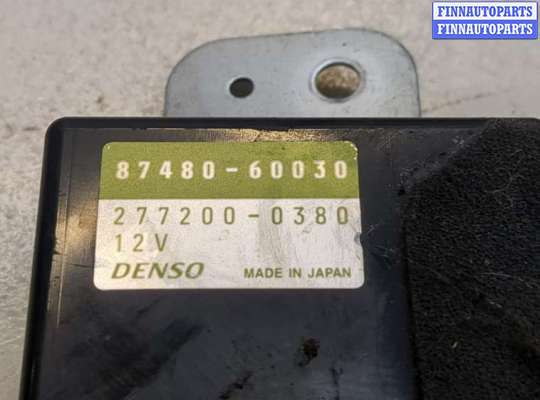 FINNAUTOPARTS
FINNAUTOPARTS
87480-60030
277200-0380
12V
DENSO MADE IN JAPAN